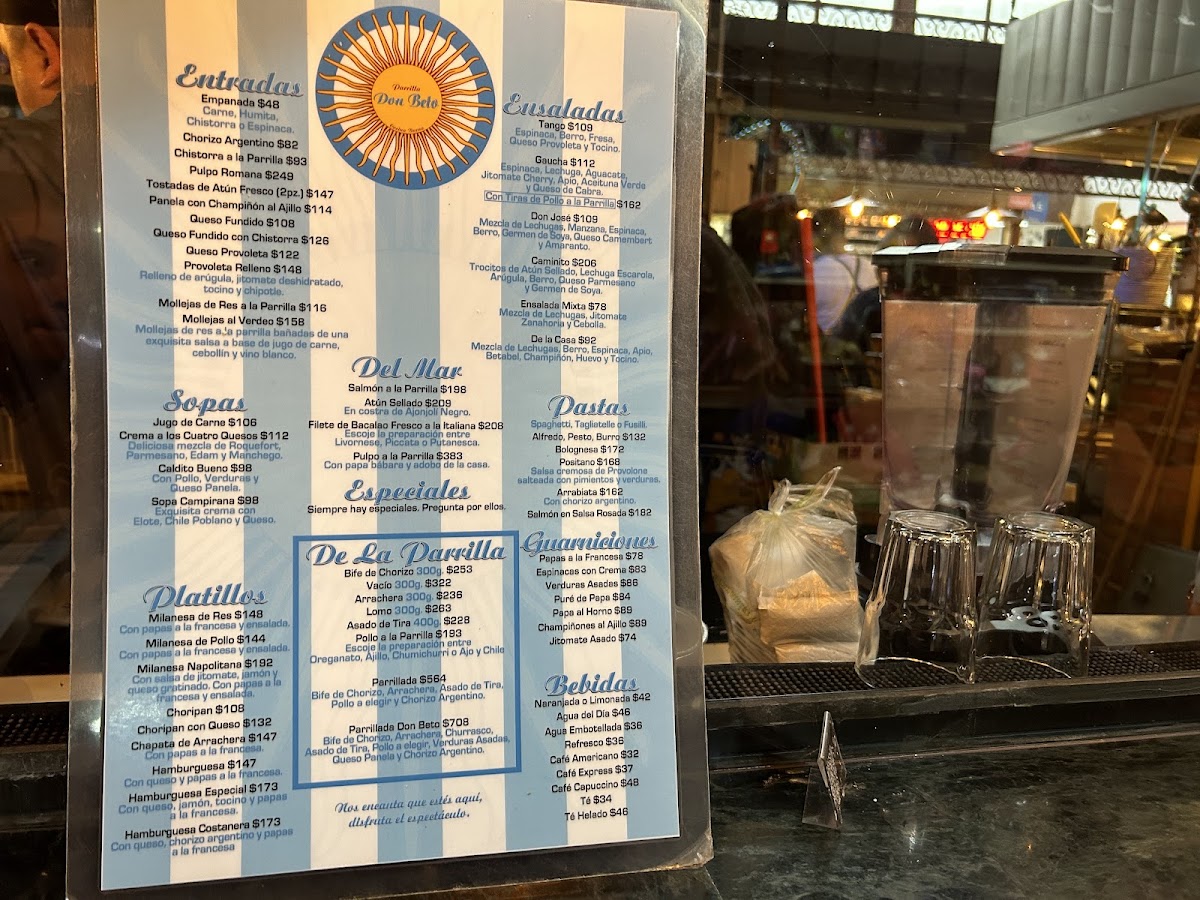 Parrilla
Don Beto
Entradas
Empanada $48
Carne, Humita,
Chistorra o Espinaca.
Chorizo Argentino $82
Chistorra a la Parrilla $93
Pulpo Romana $249
Tostadas de Atún Fresco (2pz.) $147
Panela con Champiñón al Ajillo $114
Queso Fundido $108
Queso Fundido con Chistorra $126
Queso Provoleta $122
Provoleta Relleno $148
Relleno de arúgula, jitomate deshidratado,
tocino y chipotle.
Mollejas de Res a la Parrilla $116
Mollejas al Verdeo $158
Mollejas de res a la parrilla bañadas de una
exquisita salsa a base de jugo de carne,
cebollín y vino blanco.
Ensaladas
Tango $109
Espinaca, Berro, Fresa,
Queso Provoleta y Tocino.
Gaucha $112
Espinaca, Lechuga, Aguacate,
Jitomate Cherry, Apio, Aceituna Verde
y Queso de Cabra.
Con Tiras de Pollo a la Parrilla $162
Don José $109
Mezcla de Lechugas, Manzana, Espinaca,
Berro, Germen de Soya, Queso Camembert
y Amaranto.
Caminito $206
Trocitos de Atún Sellado, Lechuga Escarola,
Arúgula, Berro, Queso Parmesano
y Germen de Soya.
Ensalada Mixta $78
Mezcla de Lechugas, Jitomate
Zanahoria y Cebolla.
De la Casa $92
Mezcla de Lechugas, Berro, Espinaca, Apio,
Betabel, Champiñón, Huevo y Tocino.
Sopas
Jugo de Carne $106
Crema a los Cuatro Quesos $112
Deliciosa mezcla de Roquefort,
Parmesano, Edam y Manchego.
Caldito Bueno $98
Con Pollo, Verduras y
Queso Panela.
Sopa Campirana $98
Exquisita crema con
Elote, Chile Poblano y Queso.
Del Mar
Salmón a la Parrilla $198
Atún Sellado $209
En costra de Ajonjolí Negro.
Filete de Bacalao Fresco a la Italiana $208
Escoje la preparación entre
Livornese, Piccata o Putanesca.
Pulpo a la Parrilla $383
Con papa bábara y adobo de la casa.
Especiales
Siempre hay especiales. Pregunta por ellos.
Pastas
Spaghetti, Tagliatelle o Fusilli.
Alfredo, Pesto, Burro $132
Bolognesa $172
Positano $168
Salsa cremosa de Provolone
salteada con pimientos y verduras.
Arrabiata $162
Con chorizo argentino.
Salmón en Salsa Rosada $182
Platillos
Milanesa de Res $148
Con papas a la francesa y ensalada.
Milanesa de Pollo $144
Con papas a la francesa y ensalada.
Milanesa Napolitana $192
Con salsa de jitomate, jamón y
queso gratinado. Con papas a la
francesa y ensalada.
Choripan $108
Choripan con Queso $132
Chapata de Arrachera $147
Con papas a la francesa.
Hamburguesa $147
Con queso y papas a la francesa.
Hamburguesa Especial $173
Con queso, jamón, tocino y papas
a la francesa.
Hamburguesa Costanera $173
Con queso, chorizo argentino y papas
a la francesa
De La Parrilla
Bife de Chorizo 300g. $253
Vacío 300g. $322
Arrachera 300g. $236
Lomo 300g. $263
Asado de Tira 400g. $228
Pollo a la Parrilla $193
Escoje la preparación entre
Oreganato, Ajillo, Chumichurri o Ajo y Chile
Parrillada $564
Bife de Chorizo, Arrachera, Asado de Tira,
Pollo a elegir y Chorizo Argentino.
Parrillada Don Beto $708
Bife de Chorizo, Arrachera, Churrasco,
Asado de Tira, Pollo a elegir, Verduras Asadas,
Queso Panela y Chorizo Argentino.
Nos encanta que estés aquí,
disfruta el espectáculo.
Guarniciones
Papas a la Francesa $78
Espinacas con Crema $83
Verduras Asadas $86
Puré de Papa $84
Papa al Horno $89
Champiñones al Ajillo $89
Jitomate Asado $74
Bebidas
Naranjada o Limonada $42
Agua del Día $46
Agua Embotellada $36
Refresco $36
Café Americano $32
Café Express $37
Café Capuccino $48
Té $34
Té Helado $46